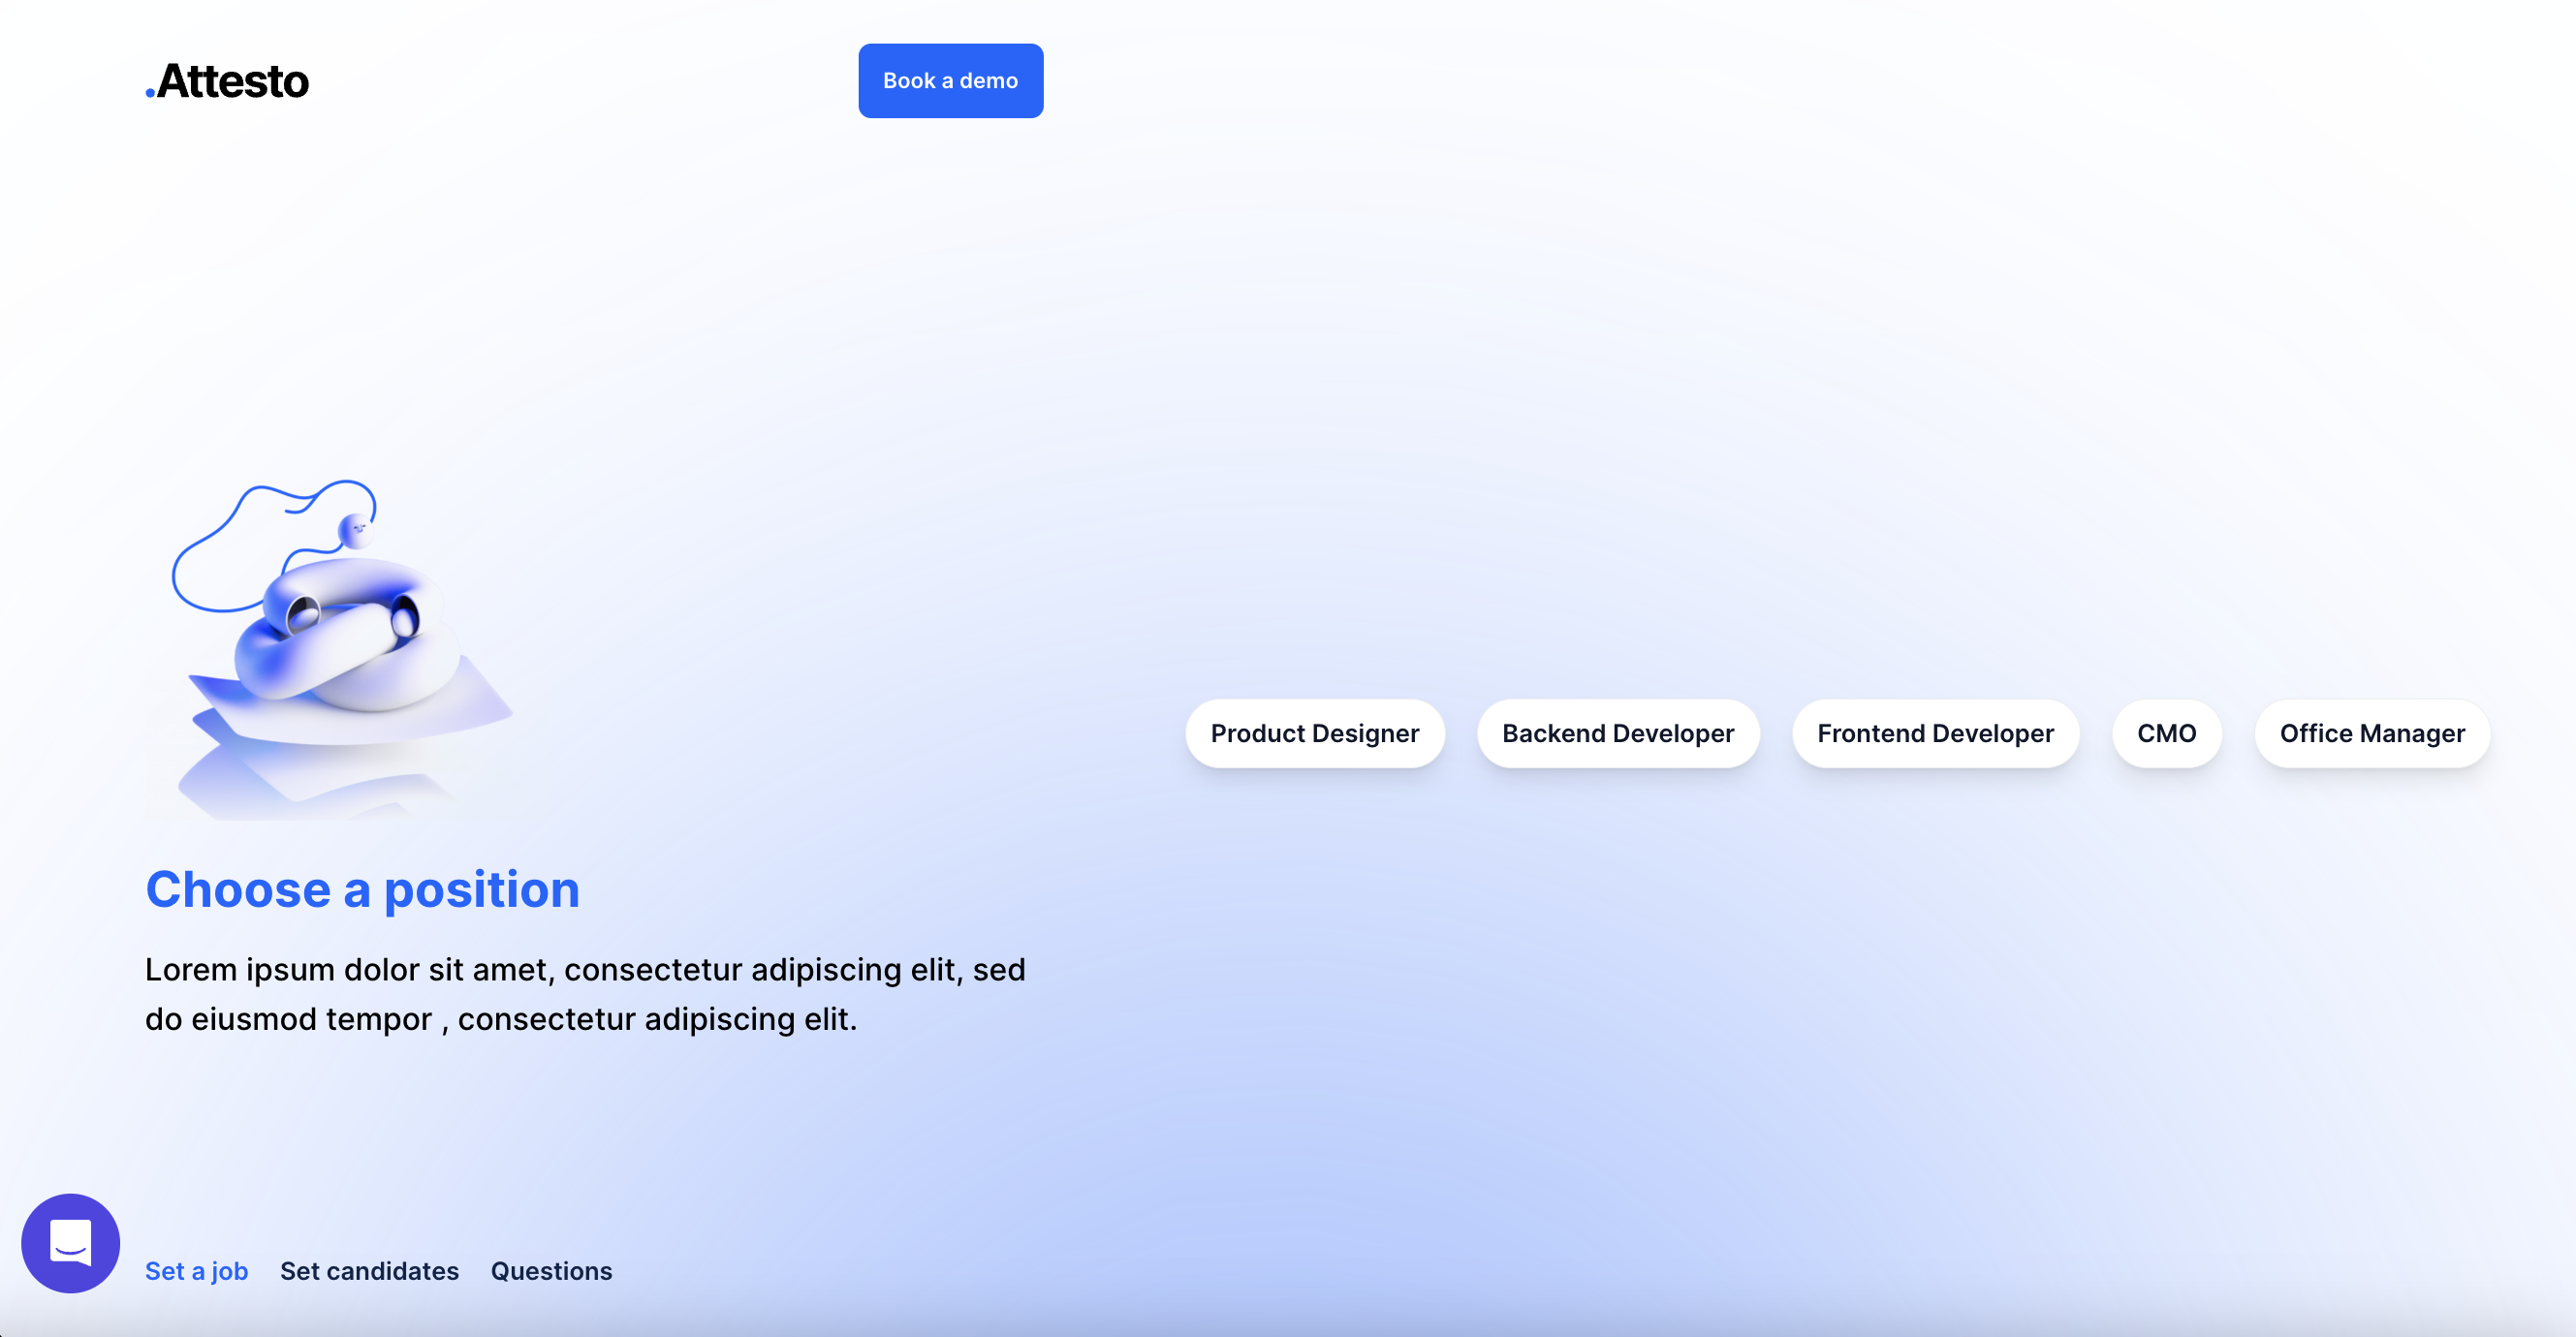 .Attesto
Book a demo
Product Designer
Backend Developer
Frontend Developer
CMO
Office Manager
Choose a position
Lorem ipsum dolor sit amet, consectetur adipiscing elit, sed
do eiusmod tempor , consectetur adipiscing elit.
Set a job
Set candidates
Questions